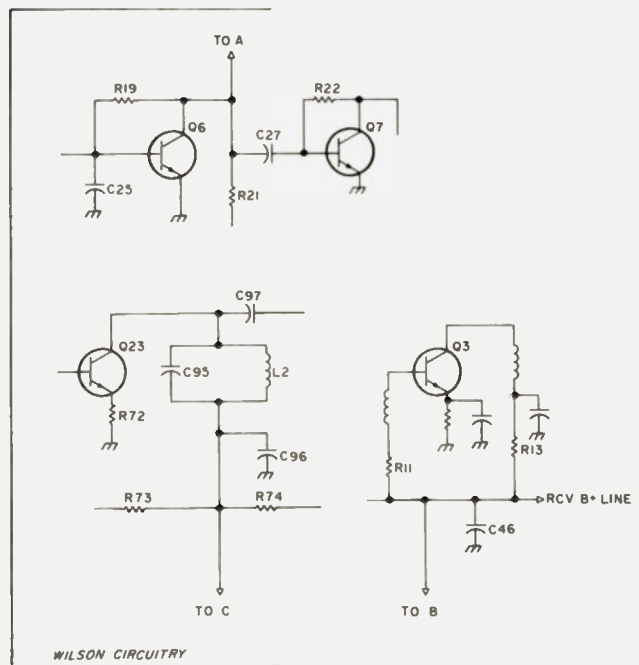 TO A
R19
R22
Q6
Q7
C27
C25
R21
C97
Q23
Q3
C95
L2
R72
C96
R11
R13
R73
R74
RCV B+ LINE
C46
TO C
TO B
WILSON CIRCUITRY